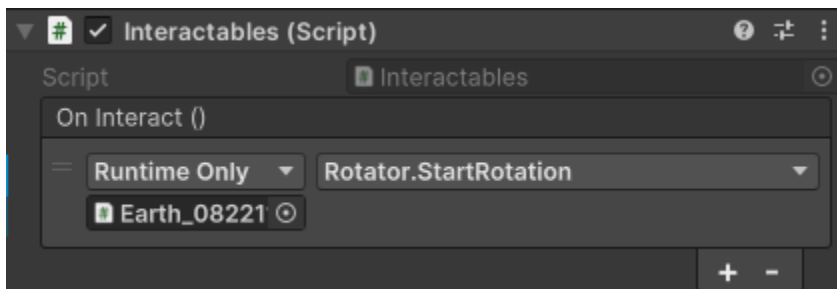 Interactables (Script)
Script Interactables
On Interact ()
Runtime Only Rotator.StartRotation
Earth_08221